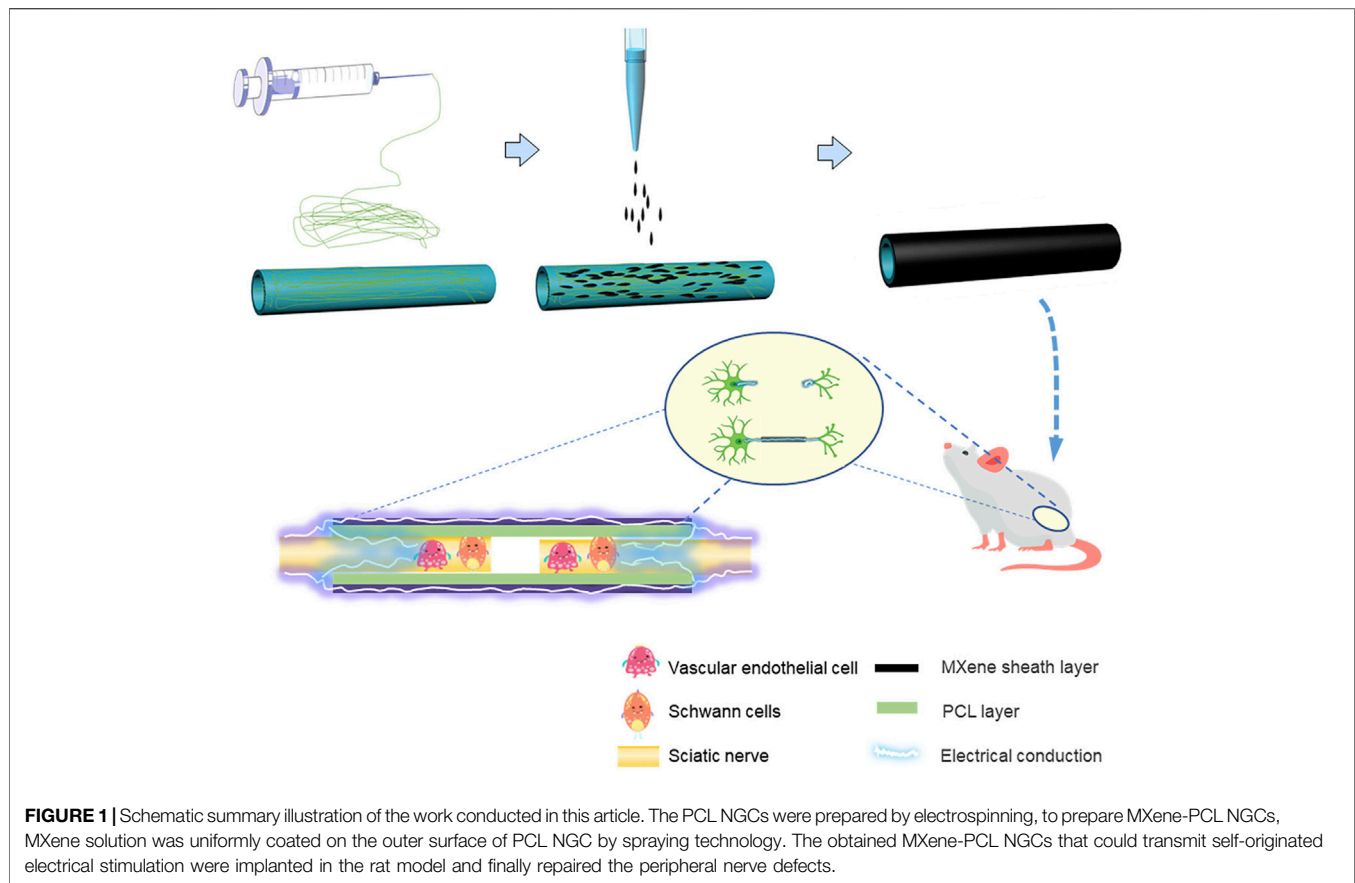 Vascular endothelial cell
MXene sheath layer
Schwann cells
PCL layer
Sciatic nerve
Electrical conduction
FIGURE 1 | Schematic summary illustration of the work conducted in this article. The PCL NGCs were prepared by electrospinning, to prepare MXene-PCL NGCs,
MXene solution was uniformly coated on the outer surface of PCL NGC by spraying technology. The obtained MXene-PCL NGCs that could transmit self-originated
electrical stimulation were implanted in the rat model and finally repaired the peripheral nerve defects.